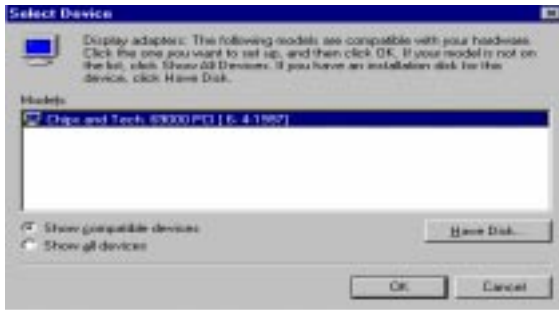 Select Device
Display adapters: The following models are compatible with your hardware.
Click the one you want to set up, and then click OK. If your model is not on
the list, click Show All Devices. If you have an installation disk for this
device, click Have Disk.
Models:
Chips and Tech. 69000 PCI [ 6- 4-1997]
Show compatible devices
Show all devices
Have Disk...
OK
Cancel